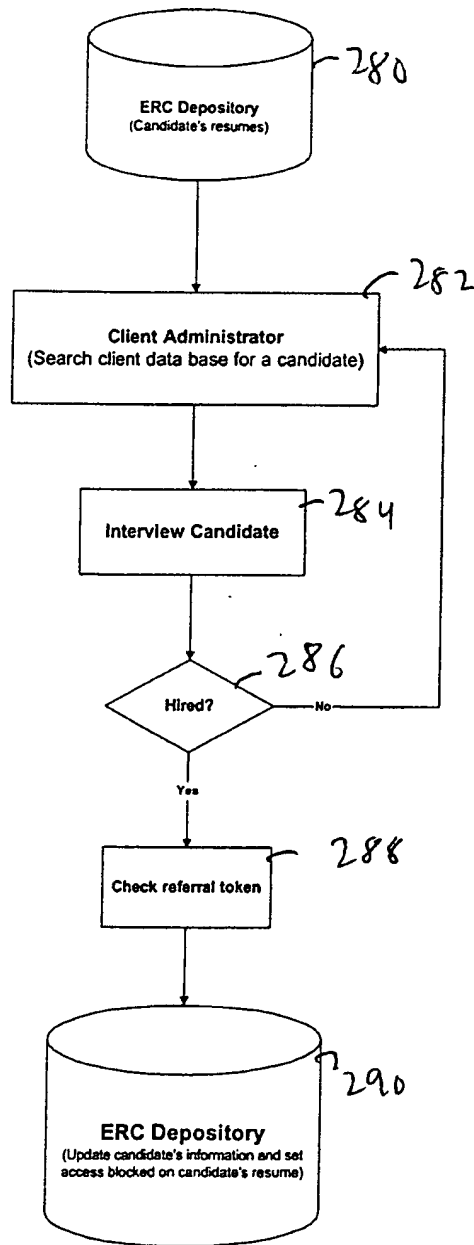 280
ERC Depository
(Candidate's resumes)
282
Client Administrator
(Search client data base for a candidate)
284
Interview Candidate
286
Hired?
No
Yes
288
Check referral token
290
ERC Depository
(Update candidate's information and set
access blocked on candidate's resume)